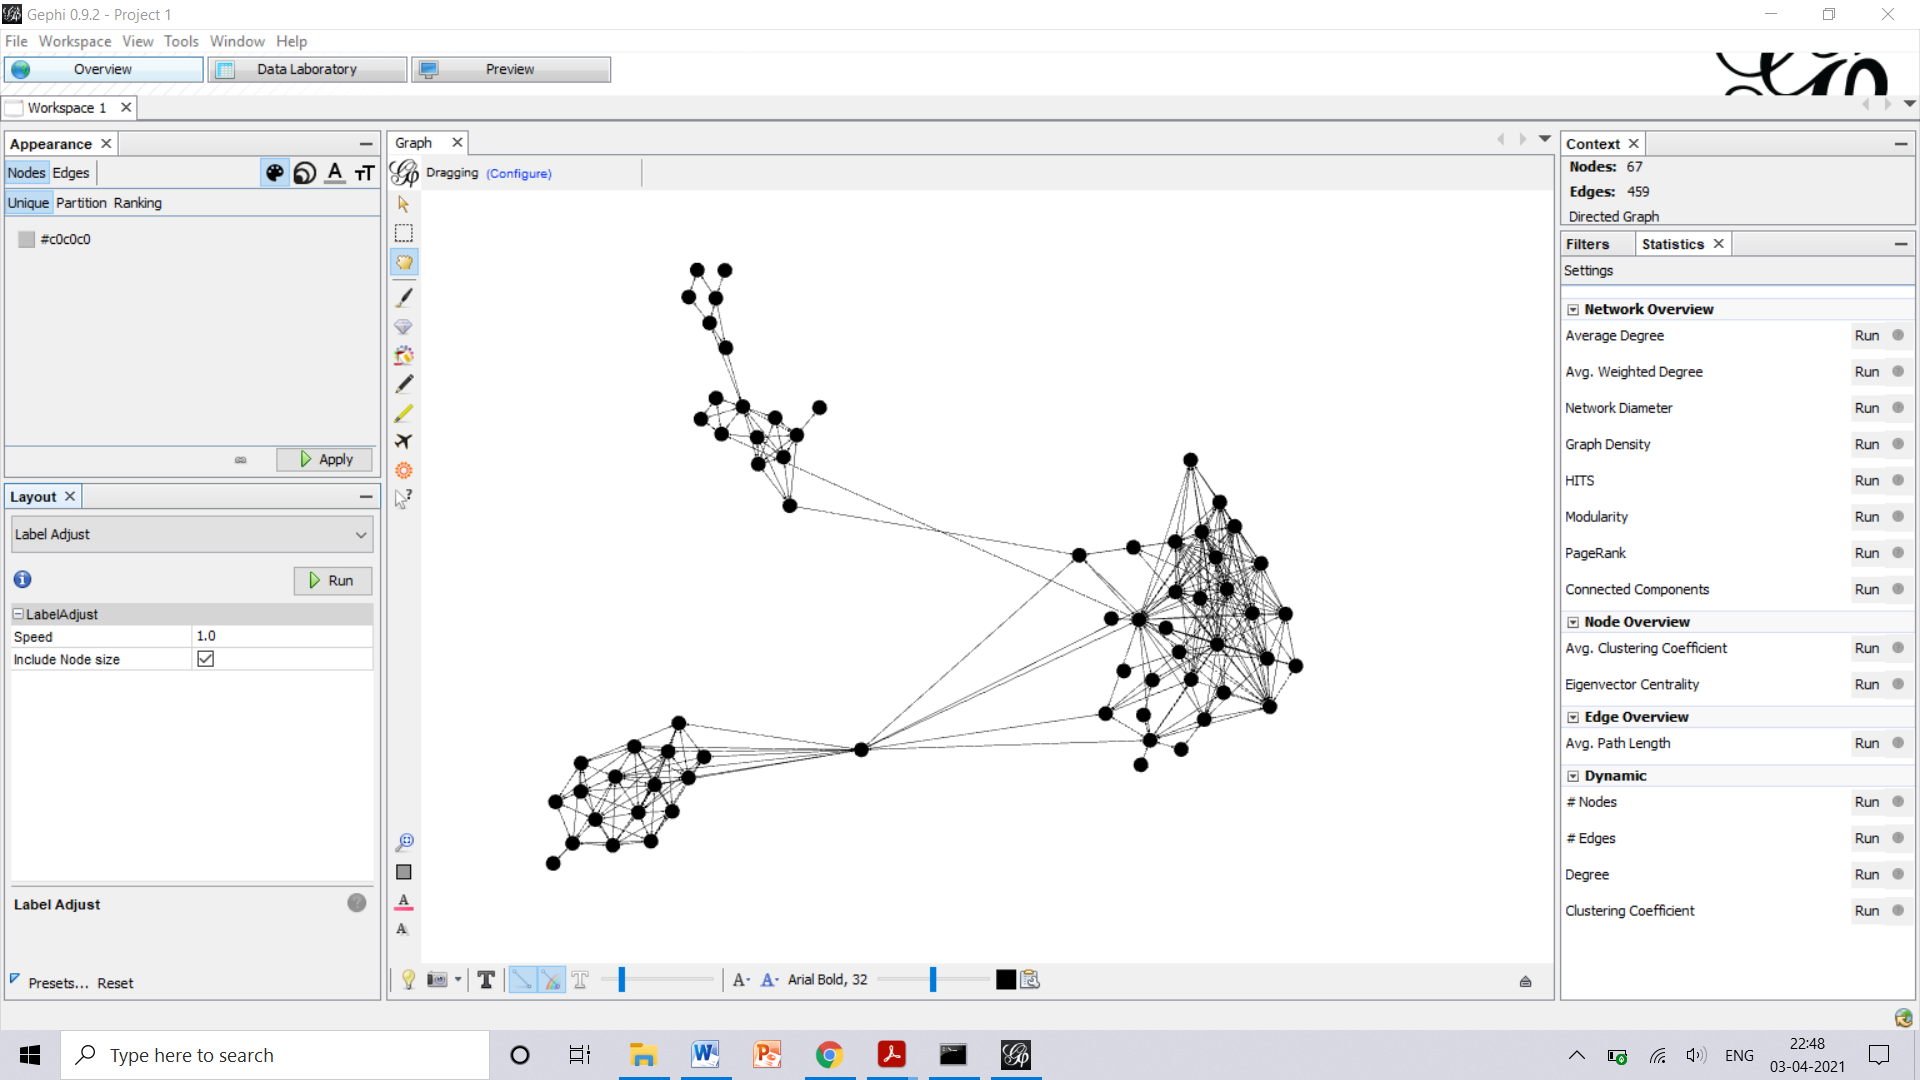 Gephi 0.9.2 - Project 1
File Workspace View Tools Window Help
Overview Data Laboratory Preview
Workspace 1
Appearance
Nodes Edges
Unique Partition Ranking
#c0c0c0
Apply
Layout
Label Adjust
Run
LabelAdjust
Speed 1.0
Include Node size
Label Adjust
Presets... Reset
Graph
Dragging (Configure)
Arial Bold, 32
Context
Nodes: 67
Edges: 459
Directed Graph
Filters Statistics
Settings
Network Overview
Average Degree Run
Avg. Weighted Degree Run
Network Diameter Run
Graph Density Run
HITS Run
Modularity Run
PageRank Run
Connected Components Run
Node Overview
Avg. Clustering Coefficient Run
Eigenvector Centrality Run
Edge Overview
Avg. Path Length Run
Dynamic
# Nodes Run
# Edges Run
Degree Run
Clustering Coefficient Run
Type here to search
ENG
22:48
03-04-2021